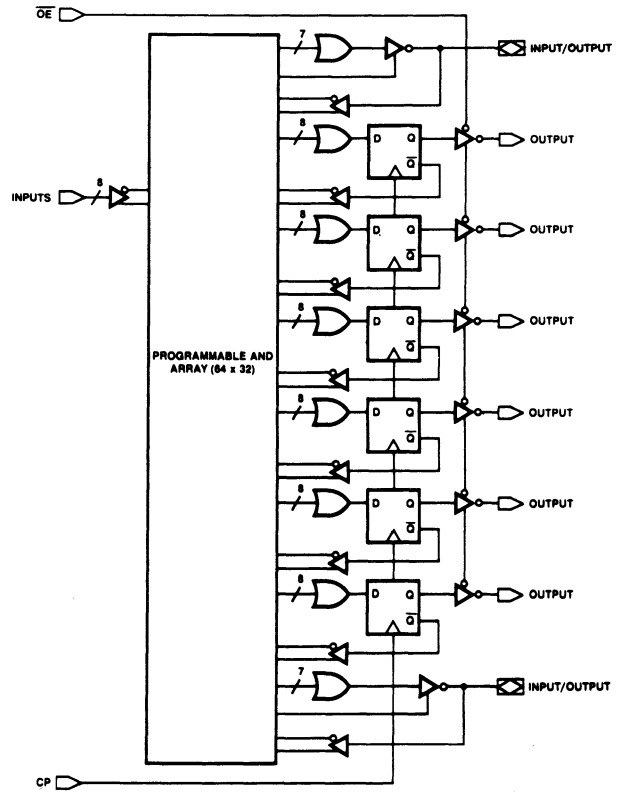 OE
7
INPUT/OUTPUT
8
D Q
Q
OUTPUT
INPUTS
8
8
D Q
Q
OUTPUT
8
D Q
Q
OUTPUT
PROGRAMMABLE AND
ARRAY (64 x 32)
8
D Q
Q
OUTPUT
8
D Q
Q
OUTPUT
8
D Q
Q
OUTPUT
7
INPUT/OUTPUT
CP